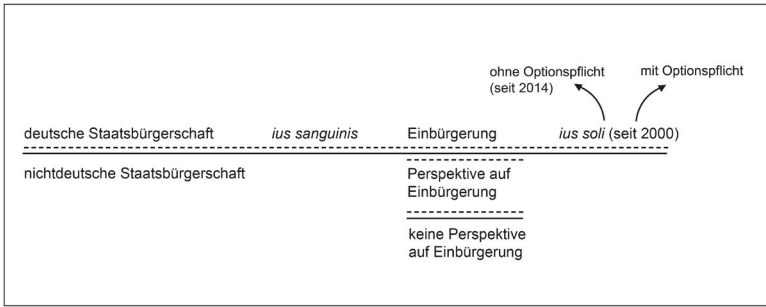 ohne Optionspflicht
(seit 2014)
mit Optionspflicht
deutsche Staatsbürgerschaft ius sanguinis Einbürgerung ius soli (seit 2000)
nichtdeutsche Staatsbürgerschaft
Perspektive auf
Einbürgerung
keine Perspektive
auf Einbürgerung